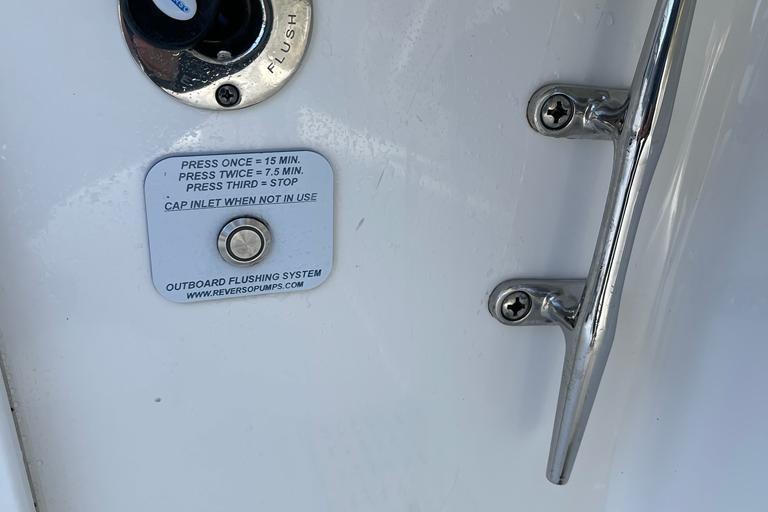 FLUSH
PRESS ONCE = 15 MIN.
PRESS TWICE = 7.5 MIN.
PRESS THIRD = STOP
CAP INLET WHEN NOT IN USE
OUTBOARD FLUSHING SYSTEM
WWW.REVERSOPUMPS.COM